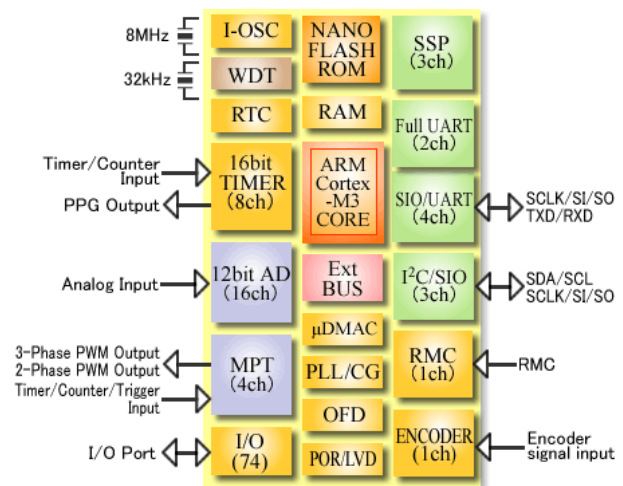 8MHz
32kHz
Timer/Counter
Input
PPG Output
Analog Input
3-Phase PWM Output
2-Phase PWM Output
Timer/Counter/Trigger
Input
I/O Port
I-OSC
WDT
RTC
16bit
TIMER
(8ch)
12bit AD
(16ch)
MPT
(4ch)
I/O
(74)
NANO
FLASH
ROM
RAM
ARM
Cortex
-M3
CORE
Ext
BUS
μDMAC
PLL/CG
OFD
POR/LVD
SSP
(3ch)
Full UART
(2ch)
SIO/UART
(4ch)
I²C/SIO
(3ch)
RMC
(1ch)
ENCODER
(1ch)
SCLK/SI/SO
TXD/RXD
SDA/SCL
SCLK/SI/SO
RMC
Encoder
signal input